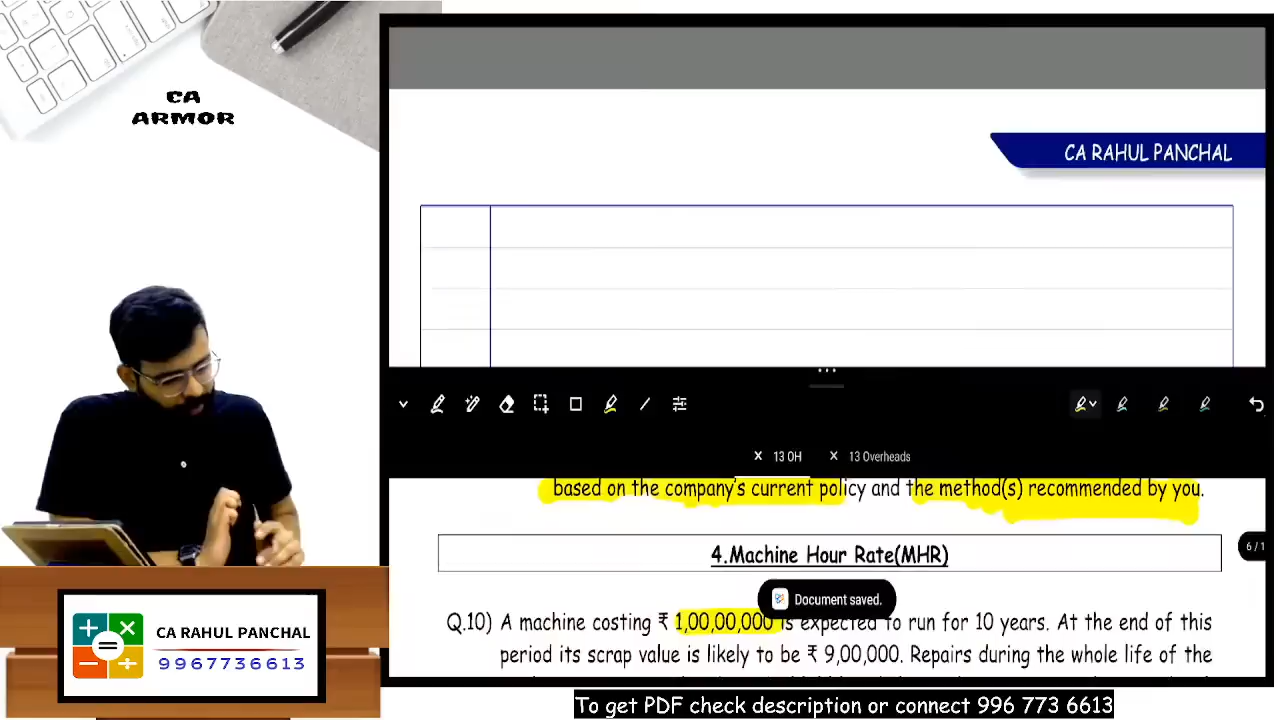 CA
ARMOR
CA RAHUL PANCHAL
13 OH
13 Overheads
based on the company's current policy and the method(s) recommended by you.
4.Machine Hour Rate(MHR)
6/1
Document saved.
Q.10) A machine costing ₹ 1,00,00,000 is expected to run for 10 years. At the end of this
period its scrap value is likely to be ₹ 9,00,000. Repairs during the whole life of the
CA RAHUL PANCHAL
9967736613
To get PDF check description or connect 996 773 6613